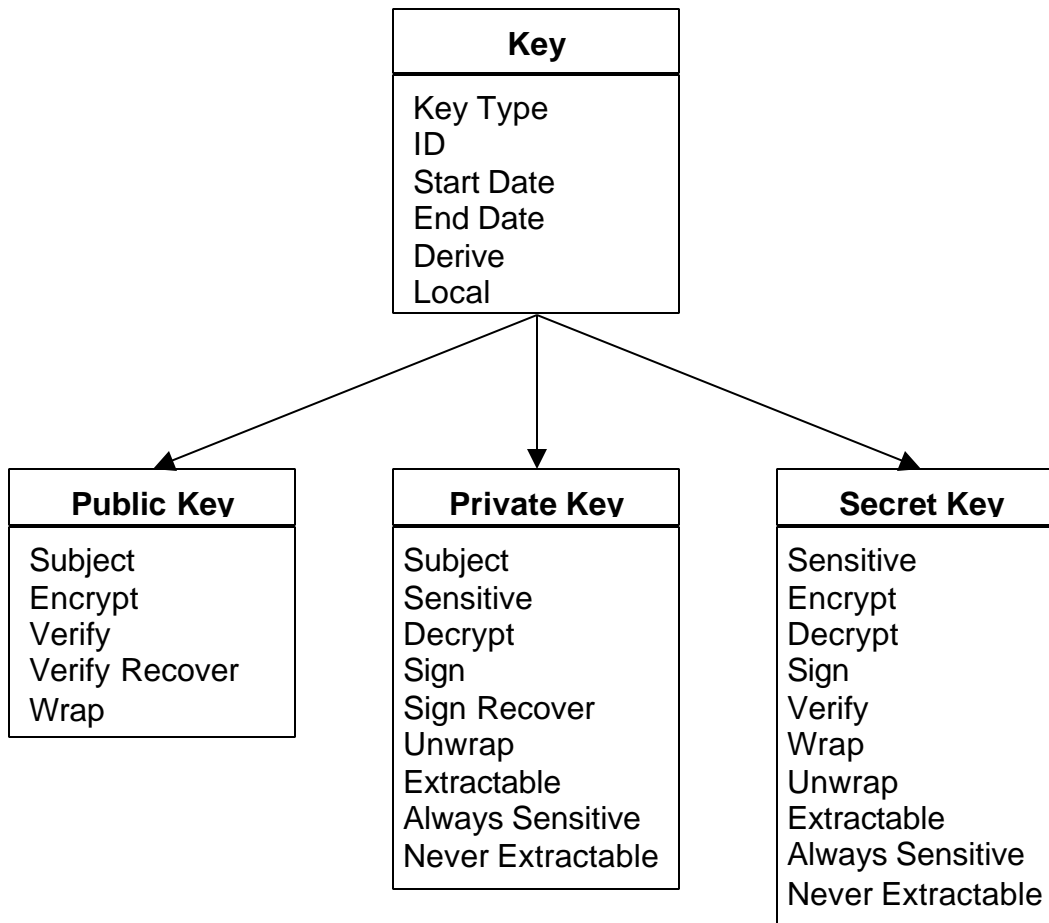 Key
Key Type
ID
Start Date
End Date
Derive
Local
Public Key
Subject
Encrypt
Verify
Verify Recover
Wrap
Private Key
Subject
Sensitive
Decrypt
Sign
Sign Recover
Unwrap
Extractable
Always Sensitive
Never Extractable
Secret Key
Sensitive
Encrypt
Decrypt
Sign
Verify
Wrap
Unwrap
Extractable
Always Sensitive
Never Extractable